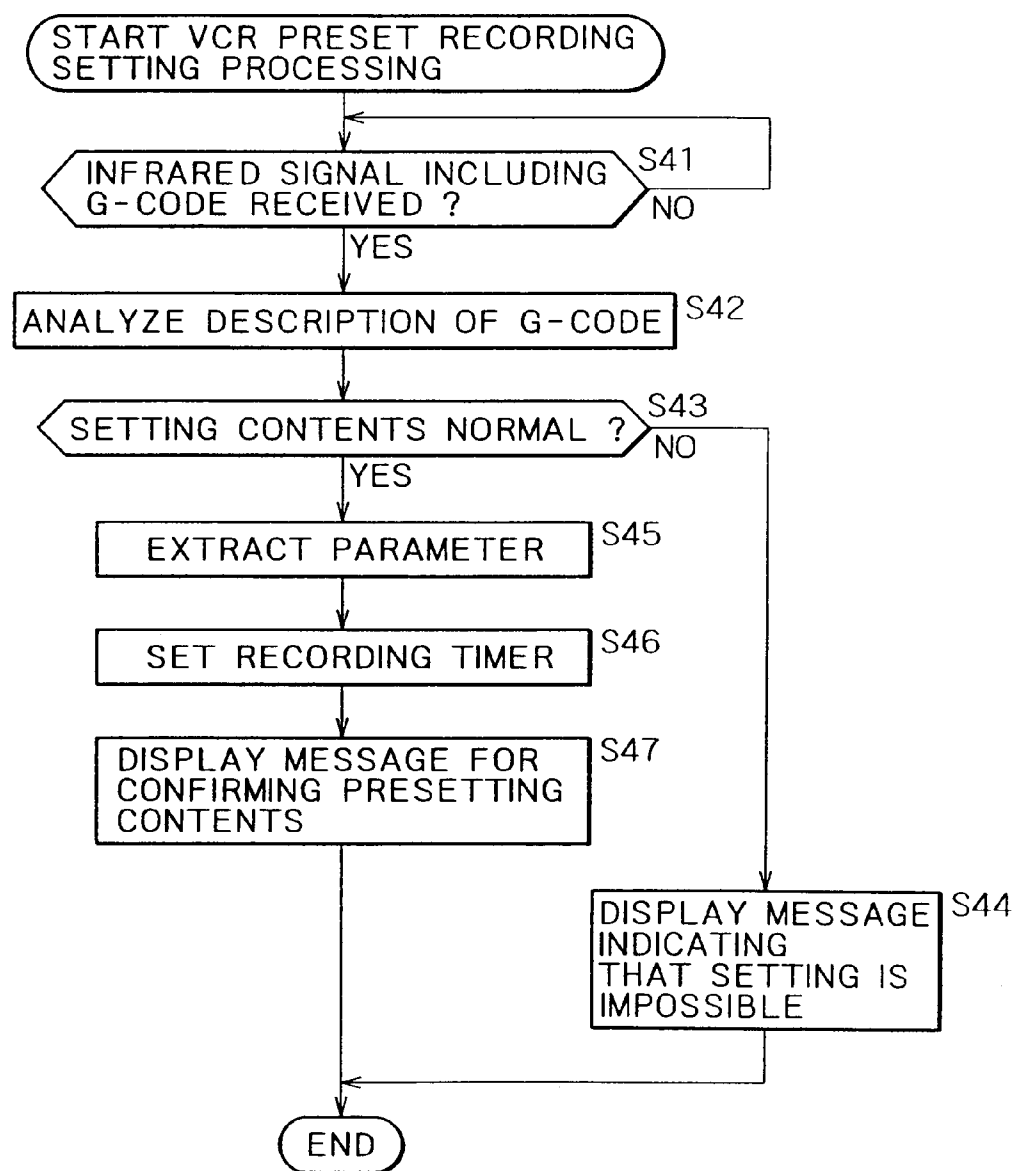 START VCR PRESET RECORDING
SETTING PROCESSING
INFRARED SIGNAL INCLUDING
G-CODE RECEIVED ?
S41
NO
YES
ANALYZE DESCRIPTION OF G-CODE
S42
SETTING CONTENTS NORMAL ?
S43
NO
YES
EXTRACT PARAMETER
S45
SET RECORDING TIMER
S46
DISPLAY MESSAGE FOR
CONFIRMING PRESETTING
CONTENTS
S47
DISPLAY MESSAGE
INDICATING
THAT SETTING IS
IMPOSSIBLE
S44
END